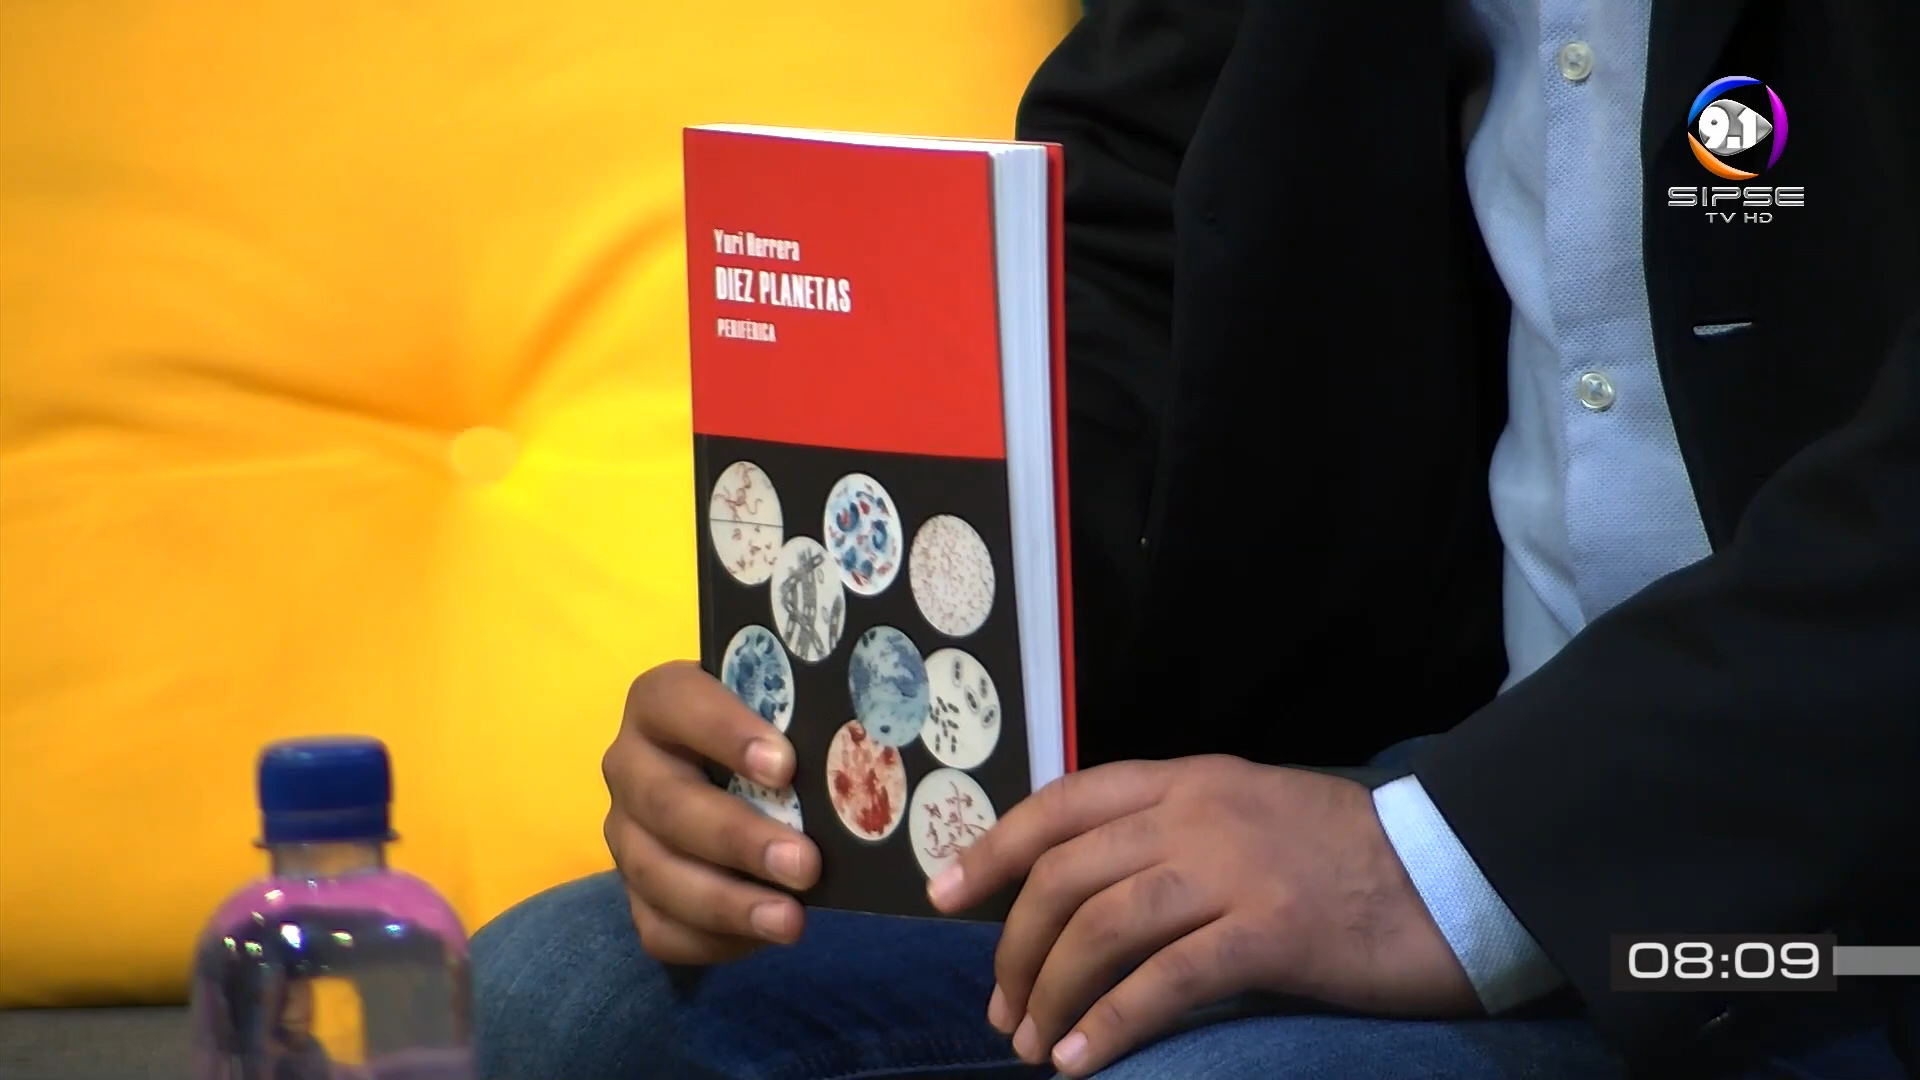 Yuri Herrera
DIEZ PLANETAS
PERIFÉRICA
9.1
SIPSE
TV HD
08:09